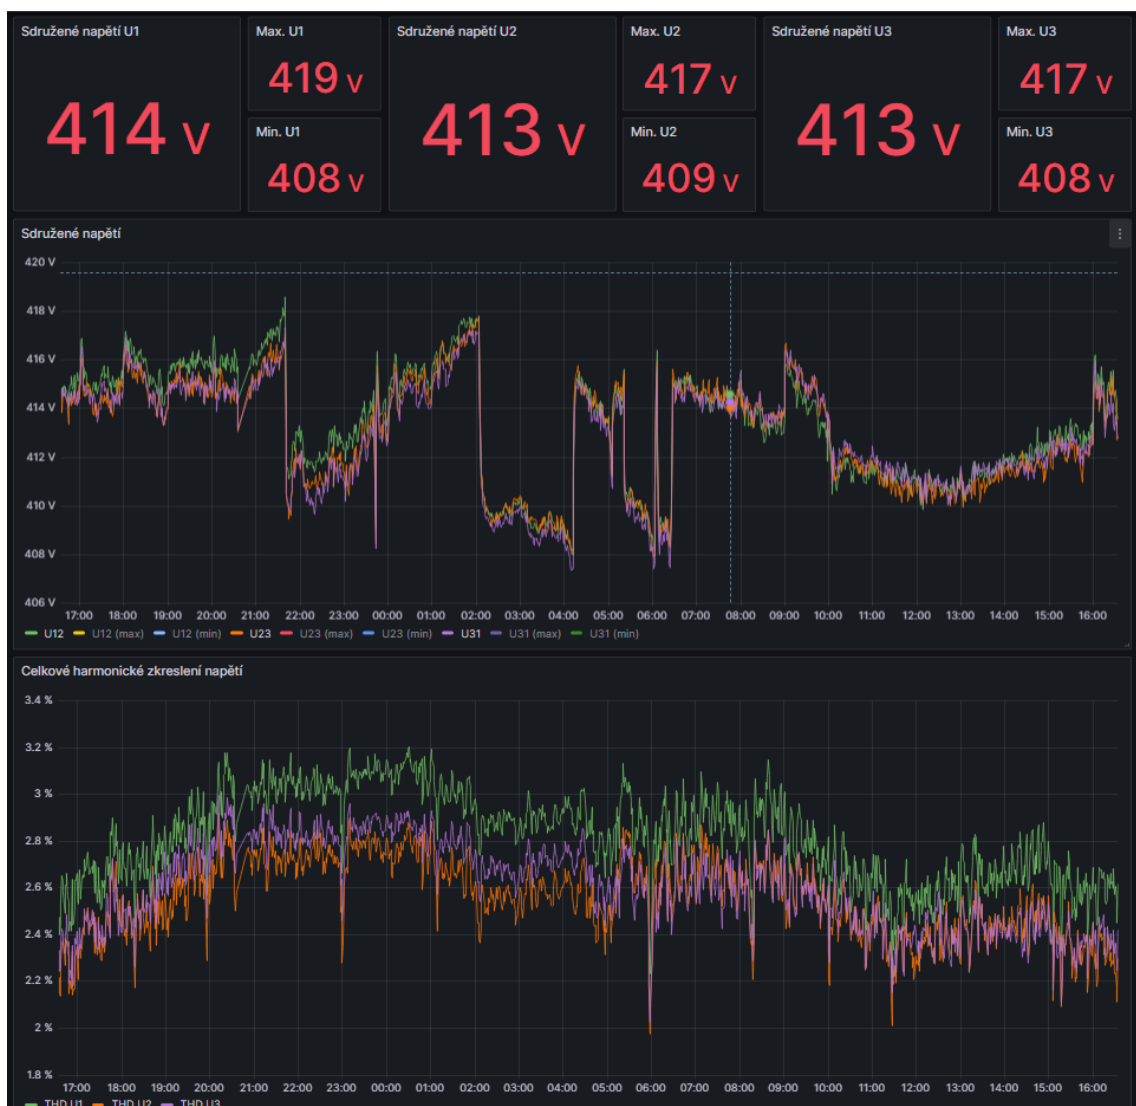 Sdružené napětí U1
Max. U1
Sdružené napětí U2
Max. U2
Sdružené napětí U3
Max. U3
414 V
419 V
413 V
417 V
413 V
417 V
Min. U1
Min. U2
Min. U3
408 V
409 V
408 V
Sdružené napětí
420 V
418 V
416 V
414 V
412 V
410 V
408 V
406 V
17:00 18:00 19:00 20:00 21:00 22:00 23:00 00:00 01:00 02:00 03:00 04:00 05:00 06:00 07:00 08:00 09:00 10:00 11:00 12:00 13:00 14:00 15:00 16:00
U12 U12 (max) U12 (min) U23 U23 (max) U23 (min) U31 U31 (max) U31 (min)
Celkové harmonické zkreslení napětí
3.4 %
3.2 %
3 %
2.8 %
2.6 %
2.4 %
2.2 %
2 %
1.8 %
17:00 18:00 19:00 20:00 21:00 22:00 23:00 00:00 01:00 02:00 03:00 04:00 05:00 06:00 07:00 08:00 09:00 10:00 11:00 12:00 13:00 14:00 15:00 16:00
THD U1 THD U2 THD U3